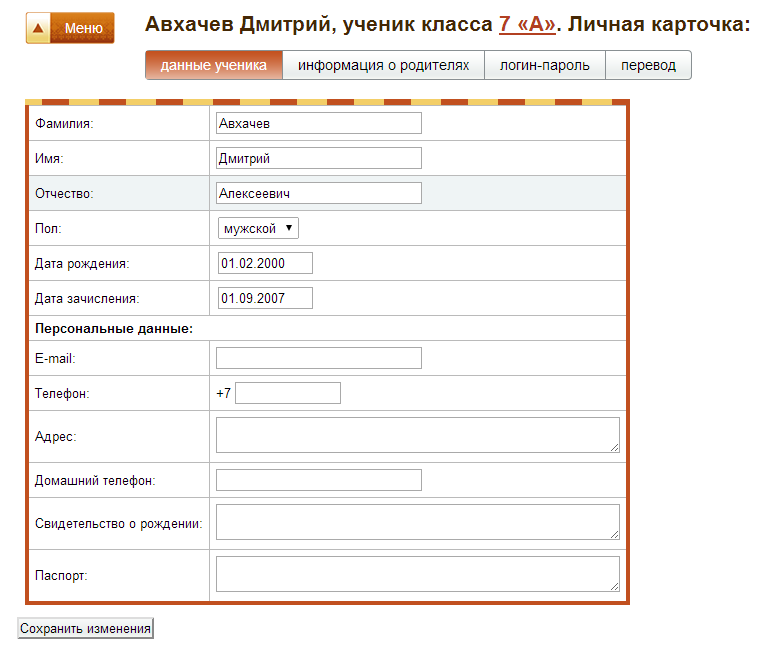 Меню
Авхачев Дмитрий, ученик класса 7 «А». Личная карточка:
данные ученика информация о родителях логин-пароль перевод
Фамилия: Авхачев
Имя: Дмитрий
Отчество: Алексеевич
Пол: мужской
Дата рождения: 01.02.2000
Дата зачисления: 01.09.2007
Персональные данные:
E-mail:
Телефон: +7
Адрес:
Домашний телефон:
Свидетельство о рождении:
Паспорт:
Сохранить изменения